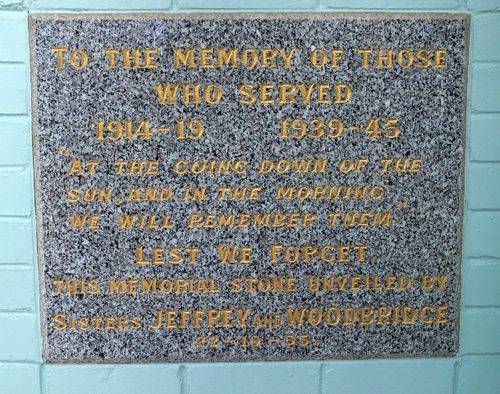 TO THE MEMORY OF THOSE
WHO SERVED
1914-19 1939-45
"AT THE GOING DOWN OF THE
SUN, AND IN THE MORNING
WE WILL REMEMBER THEM."
LEST WE FORGET.
THIS MEMORIAL STONE UNVEILED BY
SISTERS JEFFREY AND WOODBRIDGE